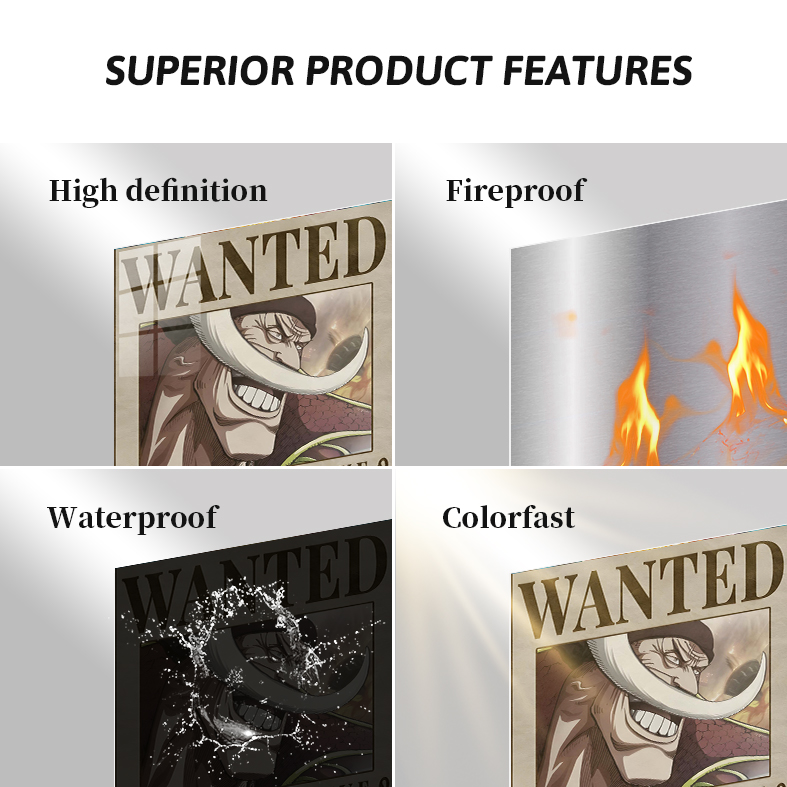 SUPERIOR PRODUCT FEATURES
High definition
Fireproof
WANTED
Waterproof
Colorfast
WANTED
WANTED